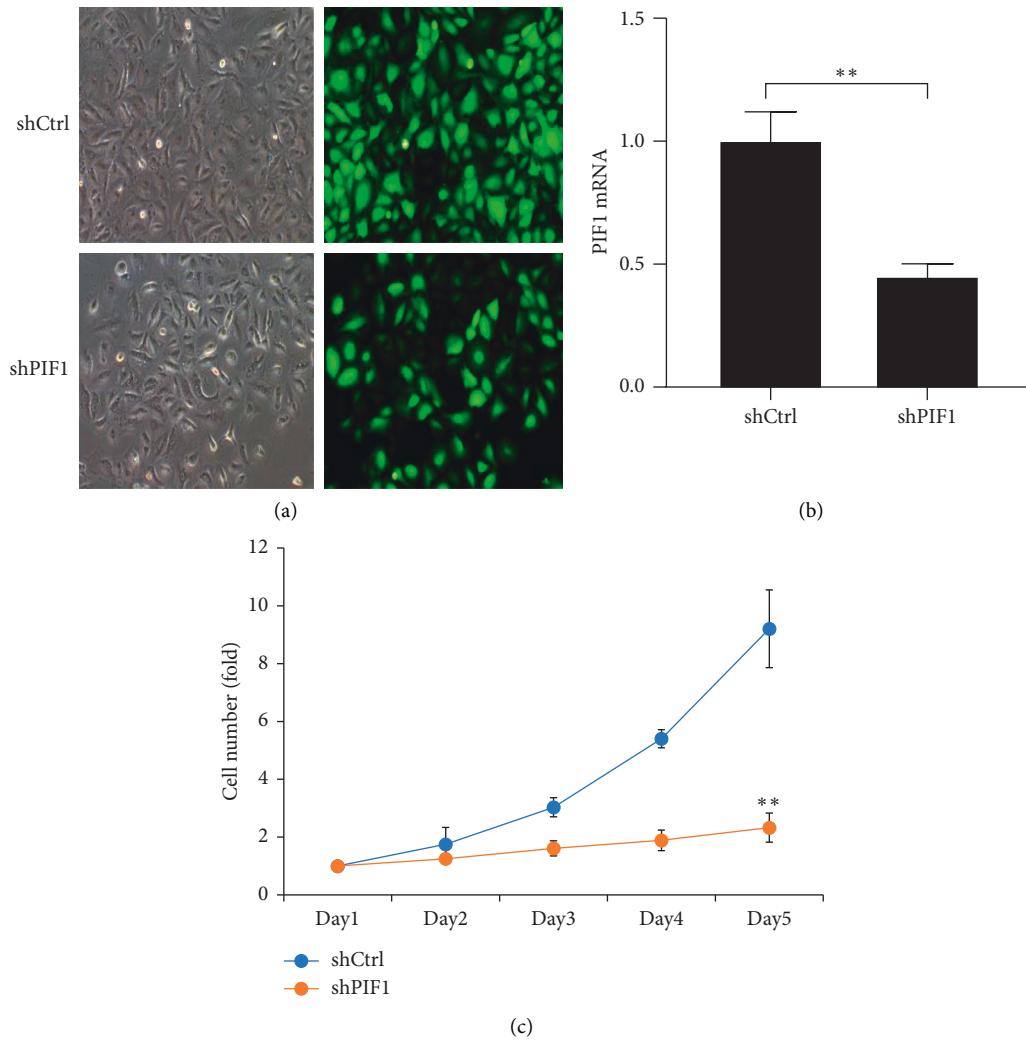 shCtrl
shPIF1
(a)
PIF1 mRNA
1.5
1.0
0.5
0.0
**
shCtrl
shPIF1
(b)
Cell number (fold)
12
10
8
6
4
2
0
**
Day1 Day2 Day3 Day4 Day5
shCtrl
shPIF1
(c)